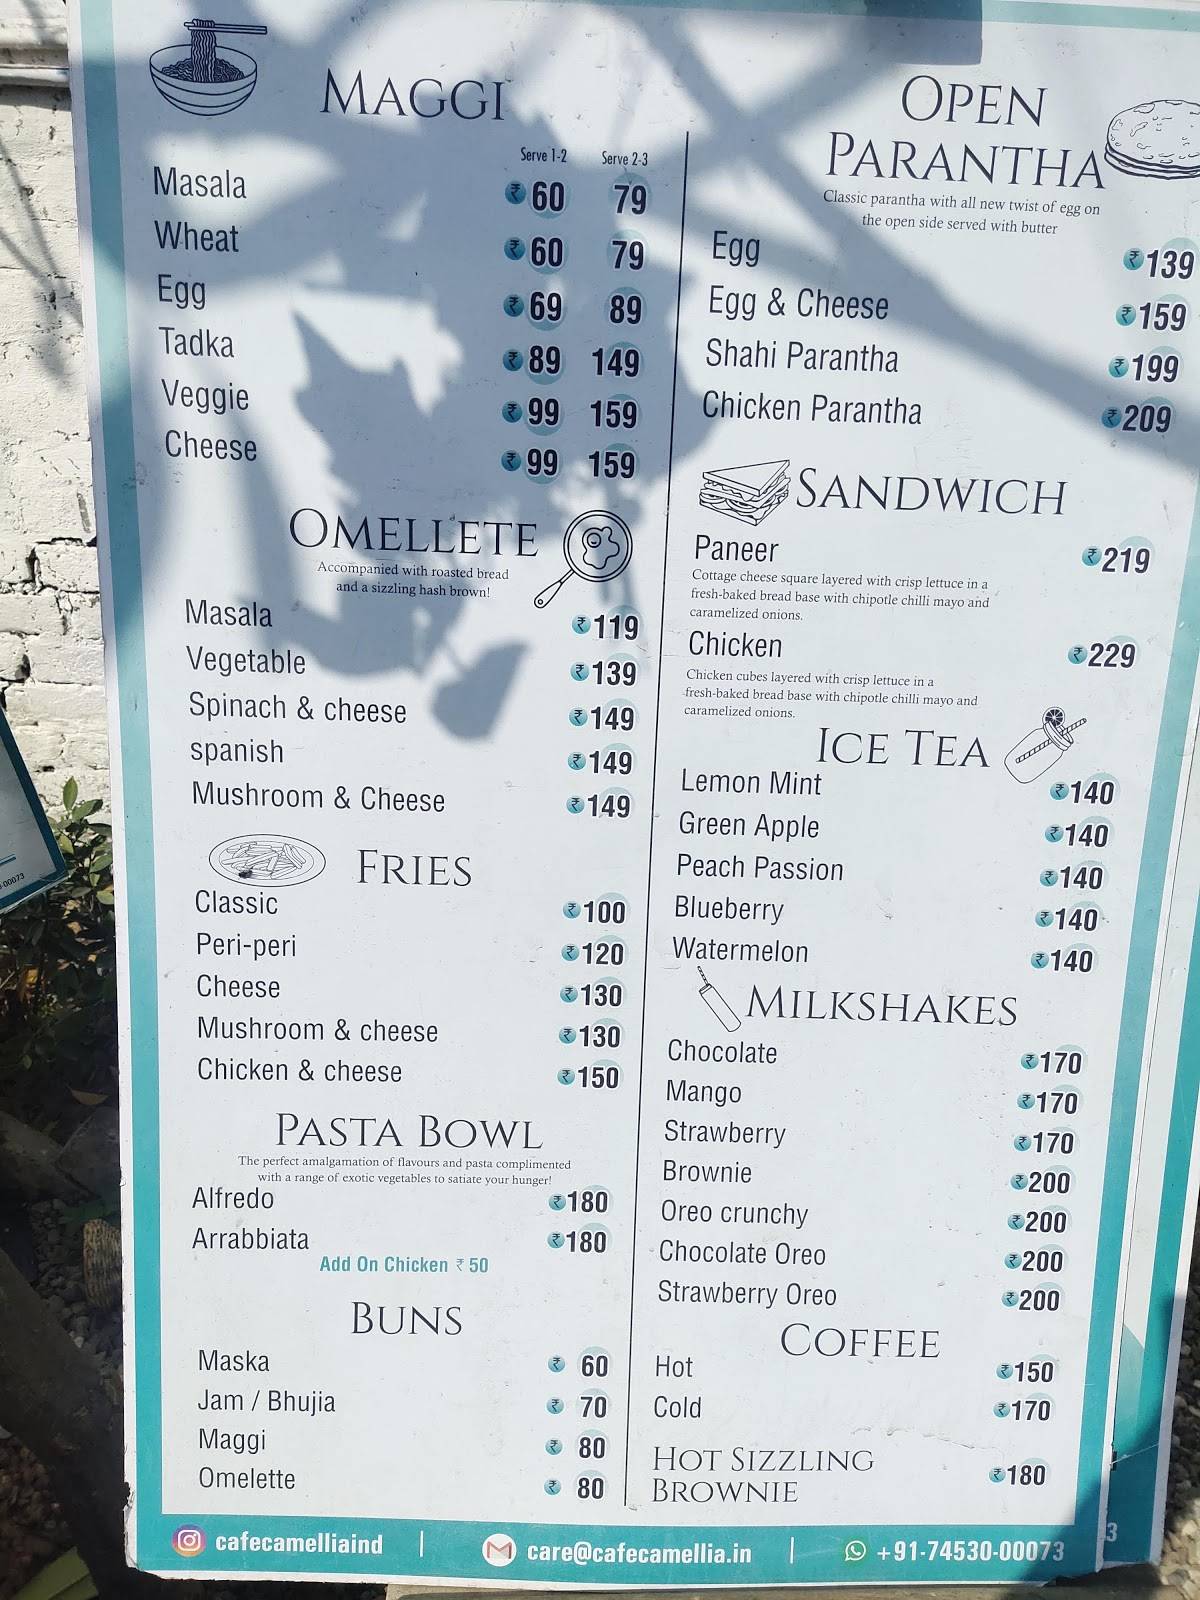 MAGGI
Serve 1-2 Serve 2-3
Masala ₹ 60 79
Wheat ₹ 60 79
Egg ₹ 69 89
Tadka ₹ 89 149
Veggie ₹ 99 159
Cheese ₹ 99 159
OMELLETE
Accompanied with roasted bread
and a sizzling hash brown!
Masala ₹ 119
Vegetable ₹ 139
Spinach & cheese ₹ 149
spanish ₹ 149
Mushroom & Cheese ₹ 149
FRIES
Classic ₹ 100
Peri-peri ₹ 120
Cheese ₹ 130
Mushroom & cheese ₹ 130
Chicken & cheese ₹ 150
PASTA BOWL
The perfect amalgamation of flavours and pasta complimented
with a range of exotic vegetables to satiate your hunger!
Alfredo ₹ 180
Arrabbiata ₹ 180
Add On Chicken ₹ 50
BUNS
Maska ₹ 60
Jam / Bhujia ₹ 70
Maggi ₹ 80
Omelette ₹ 80
OPEN
PARANTHA
Classic parantha with all new twist of egg on
the open side served with butter
Egg ₹ 139
Egg & Cheese ₹ 159
Shahi Parantha ₹ 199
Chicken Parantha ₹ 209
SANDWICH
Paneer ₹ 219
Cottage cheese square layered with crisp lettuce in a
fresh-baked bread base with chipotle chilli mayo and
caramelized onions.
Chicken ₹ 229
Chicken cubes layered with crisp lettuce in a
fresh-baked bread base with chipotle chilli mayo and
caramelized onions.
ICE TEA
Lemon Mint ₹ 140
Green Apple ₹ 140
Peach Passion ₹ 140
Blueberry ₹ 140
Watermelon ₹ 140
MILKSHAKES
Chocolate ₹ 170
Mango ₹ 170
Strawberry ₹ 170
Brownie ₹ 200
Oreo crunchy ₹ 200
Chocolate Oreo ₹ 200
Strawberry Oreo ₹ 200
COFFEE
Hot ₹ 150
Cold ₹ 170
HOT SIZZLING
BROWNIE ₹ 180
cafecamelliaind | care@cafecamellia.in | +91-74530-00073
3
-00073